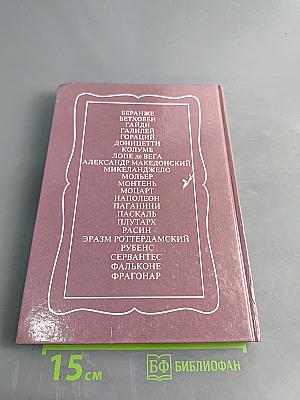 БЕРАНЖЕ
БЕТХОВЕН
ГАЙДН
ГАЛИЛЕЙ
ГОРАЦИЙ
ДОНИЦЕТТИ
КОЛУМБ
ЛОПЕ де ВЕГА
АЛЕКСАНДР МАКЕДОНСКИЙ
МИКЕЛАНДЖЕЛО
МОЛЬЕР
МОНТЕНЬ
МОЦАРТ
НАПОЛЕОН
ПАГАНИНИ
ПАСКАЛЬ
ПЛУТАРХ
РАСИН
ЭРАЗМ РОТТЕРДАМСКИЙ
РУБЕНС
СЕРВАНТЕС
ФАЛЬКОНЕ
ФРАГОНАР
15 см БФ БИБЛИОФАН